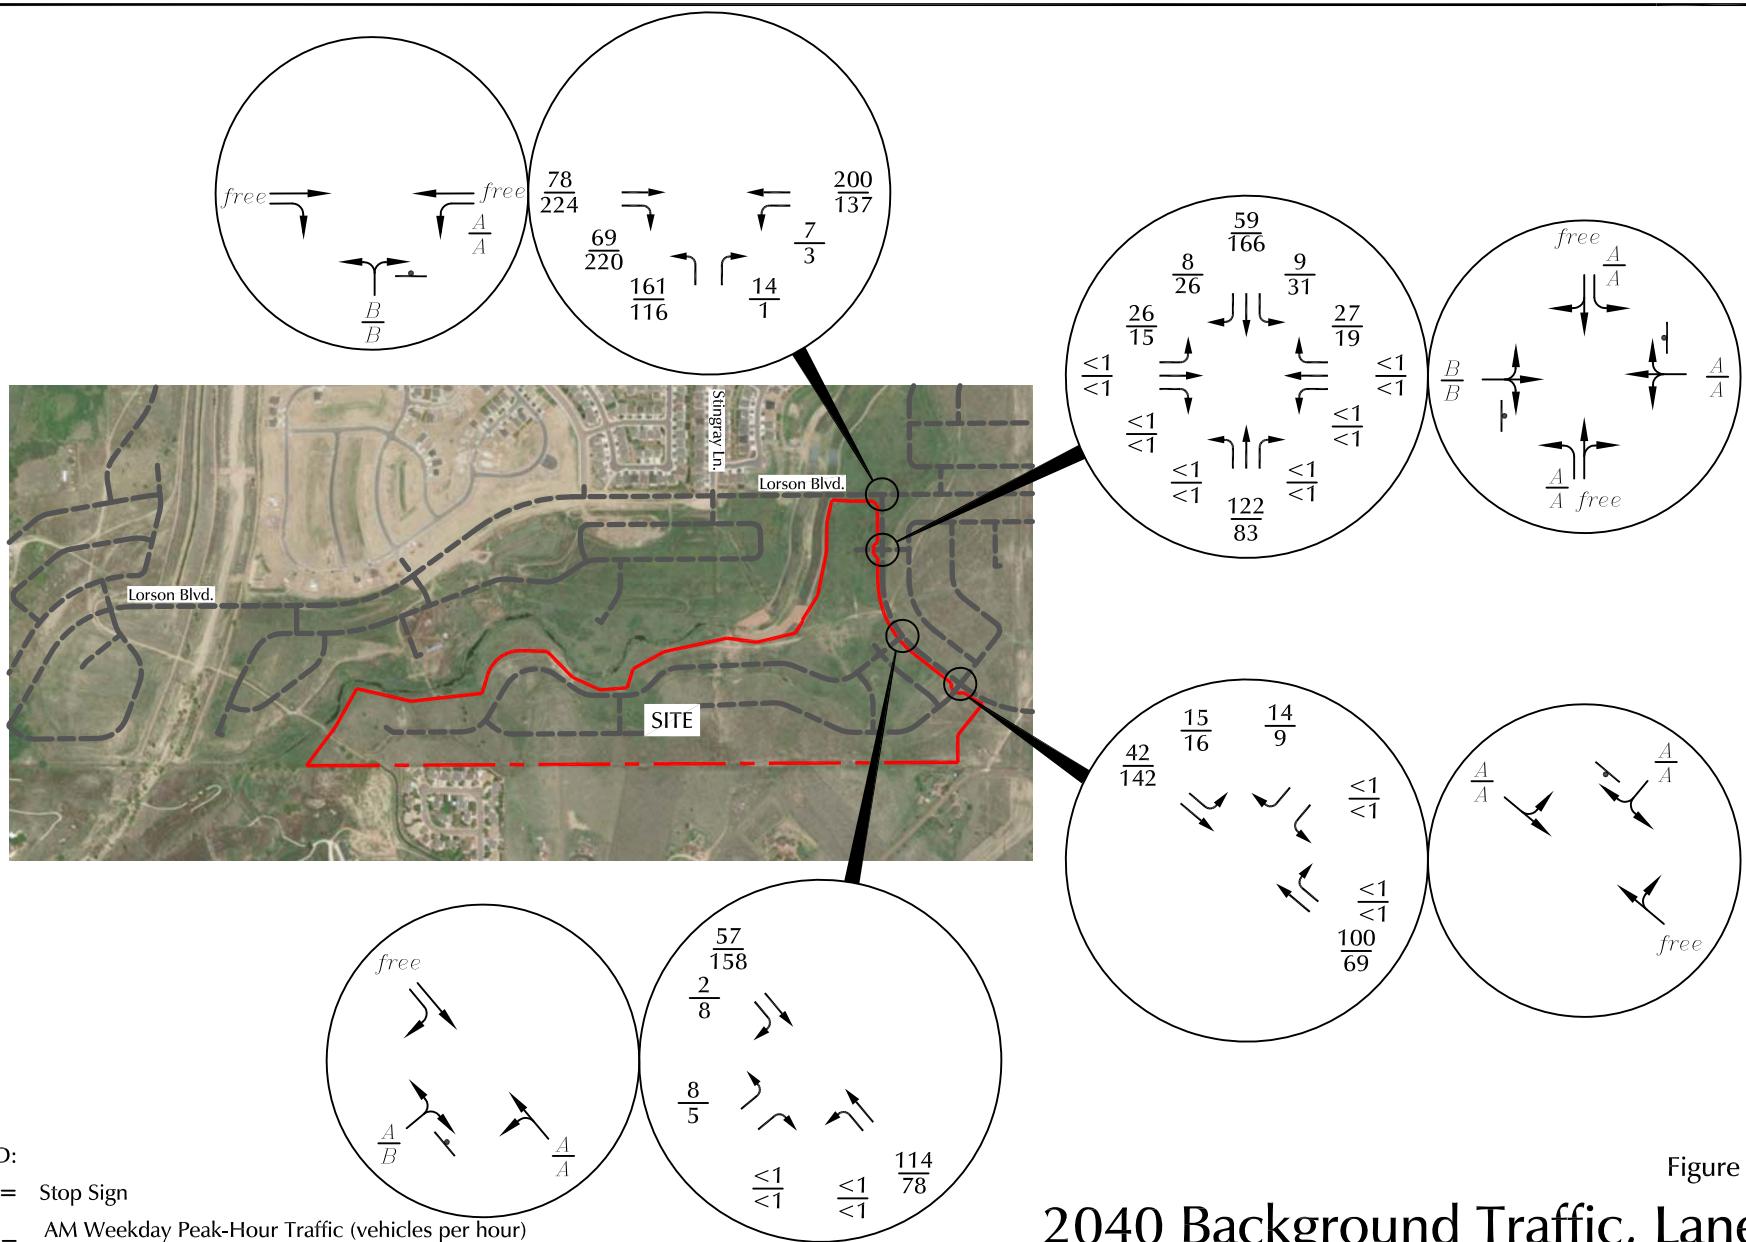 free
free
A
A
B
B
78
224
69
220
161
116
14
1
7
3
200
137
59
166
8
26
9
31
26
15
27
19
<1
<1
<1
<1
<1
<1
<1
<1
<1
<1
<1
<1
122
83
free
A
A
B
B
A
A
A
A
free
Stingray Ln.
Lorson Blvd.
Lorson Blvd.
SITE
15
16
14
9
42
142
<1
<1
<1
<1
100
69
A
A
A
A
free
free
A
B
A
A
57
158
2
8
8
5
<1
<1
<1
<1
114
78
D:
= Stop Sign
AM Weekday Peak-Hour Traffic (vehicles per hour)
Figure
2040 Background Traffic, Lane